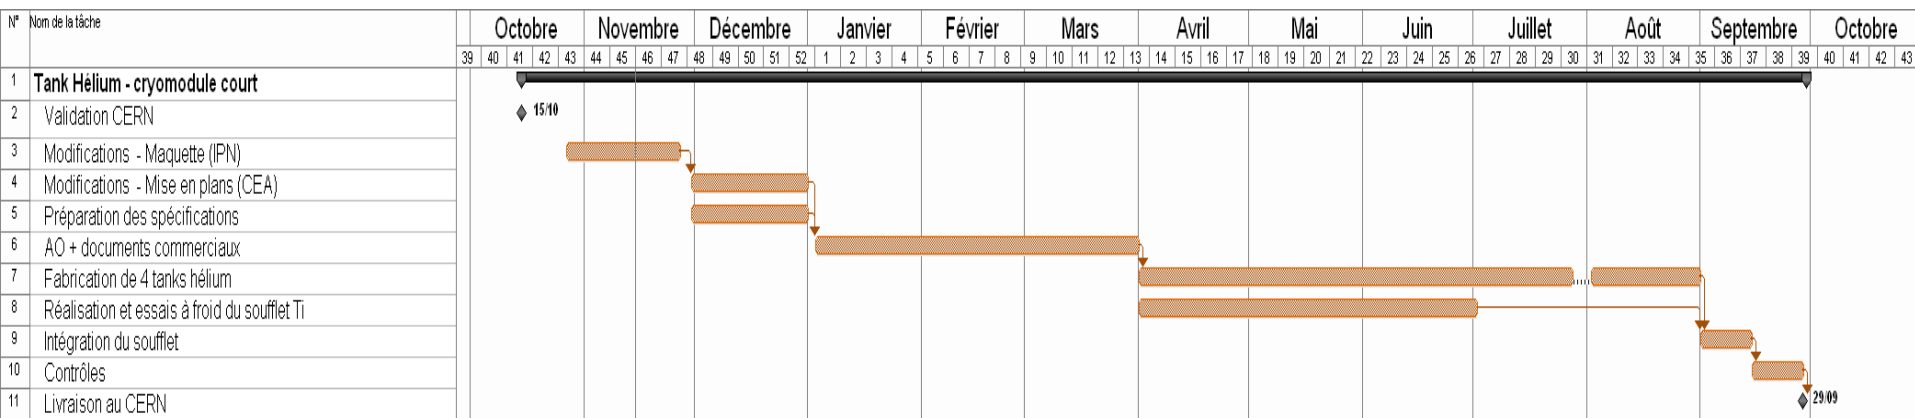 N° Nom de la tâche Octobre Novembre Décembre Janvier Février Mars Avril Mai Juin Juillet Août Septembre Octobre
39 40 41 42 43 44 45 46 47 48 49 50 51 52 1 2 3 4 5 6 7 8 9 10 11 12 13 14 15 16 17 18 19 20 21 22 23 24 25 26 27 28 29 30 31 32 33 34 35 36 37 38 39 40 41 42 43
1 Tank Hélium - cryomodule court
2 Validation CERN 15/10
3 Modifications - Maquette (IPN)
4 Modifications - Mise en plans (CEA)
5 Préparation des spécifications
6 AO + documents commerciaux
7 Fabrication de 4 tanks hélium
8 Réalisation et essais à froid du soufflet Ti
9 Intégration du soufflet
10 Contrôles
11 Livraison au CERN 29/09